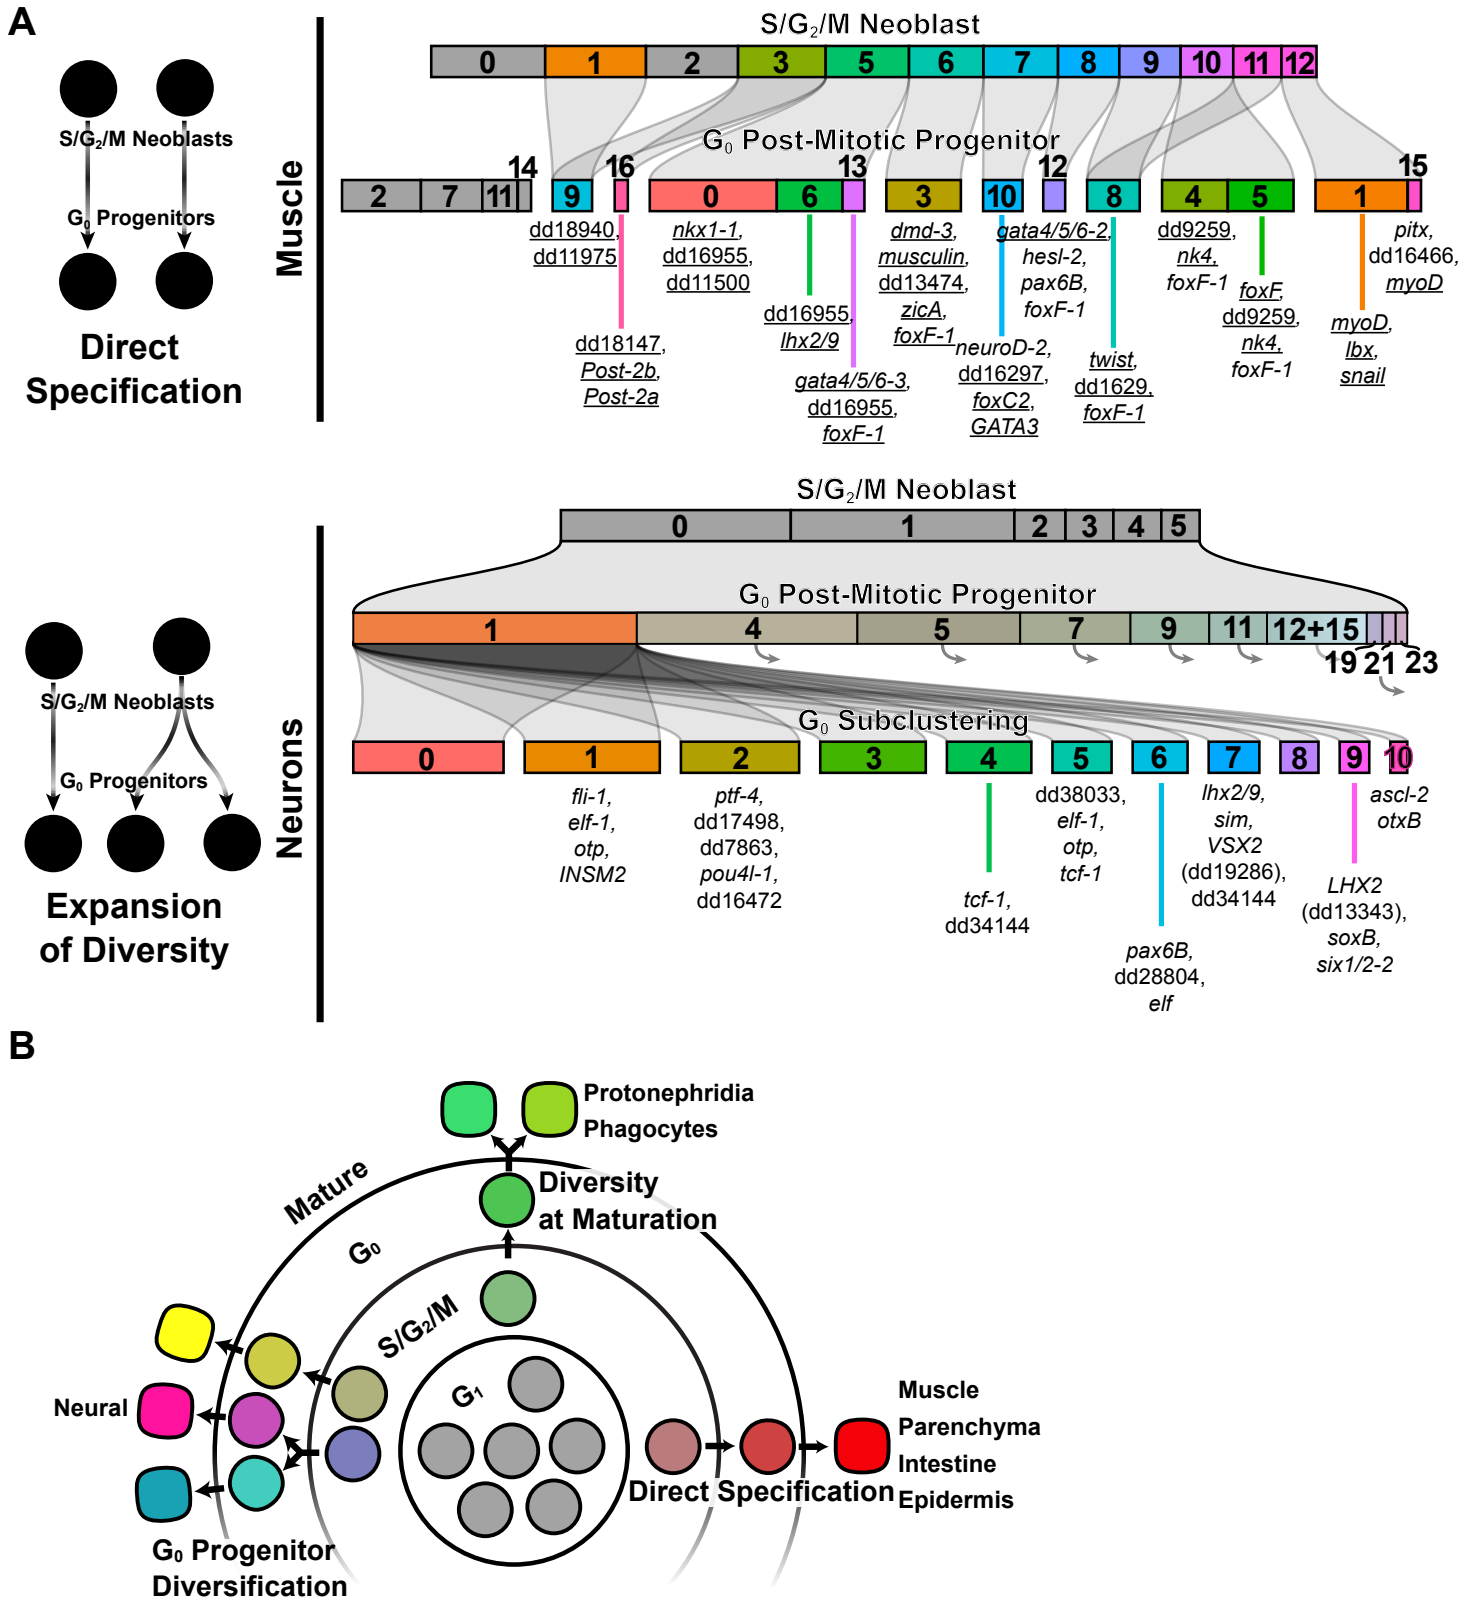 A
S/G2/M Neoblasts
G0 Progenitors
Direct
Specification
Muscle
S/G2/M Neoblast
0 1 2 3 5 6 7 8 9 10 11 12
G0 Post-Mitotic Progenitor
14 16 13 12 15
2 7 11 9 0 6 3 10 8 4 5 1
dd18940,
dd11975
dd18147,
Post-2b,
Post-2a
nkx1-1,
dd16955,
dd11500
dd16955,
lhx2/9
gata4/5/6-3,
dd16955,
foxF-1
dmd-3,
musculin,
dd13474,
zicA,
foxF-1
neuroD-2,
dd16297,
foxC2,
GATA3
gata4/5/6-2,
hesl-2,
pax6B,
foxF-1
twist,
dd1629,
foxF-1
dd9259,
nk4,
foxF-1
foxF,
dd9259,
nk4,
foxF-1
myoD,
lbx,
snail
pitx,
dd16466,
myoD
S/G2/M Neoblasts
G0 Progenitors
Expansion
of Diversity
Neurons
S/G2/M Neoblast
0 1 2 3 4 5
G0 Post-Mitotic Progenitor
1 4 5 7 9 11 12+15
19 21 23
G0 Subclustering
0 1 2 3 4 5 6 7 8 9 10
fli-1,
elf-1,
otp,
INSM2
ptf-4,
dd17498,
dd7863,
pou4l-1,
dd16472
tcf-1,
dd34144
dd38033,
elf-1,
otp,
tcf-1
pax6B,
dd28804,
elf
lhx2/9,
sim,
VSX2
(dd19286),
dd34144
LHX2
(dd13343),
soxB,
six1/2-2
ascl-2
otxB
B
Protonephridia
Phagocytes
Diversity
at Maturation
Mature
G0
S/G2/M
G1
Neural
G0 Progenitor
Diversification
Direct Specification
Muscle
Parenchyma
Intestine
Epidermis